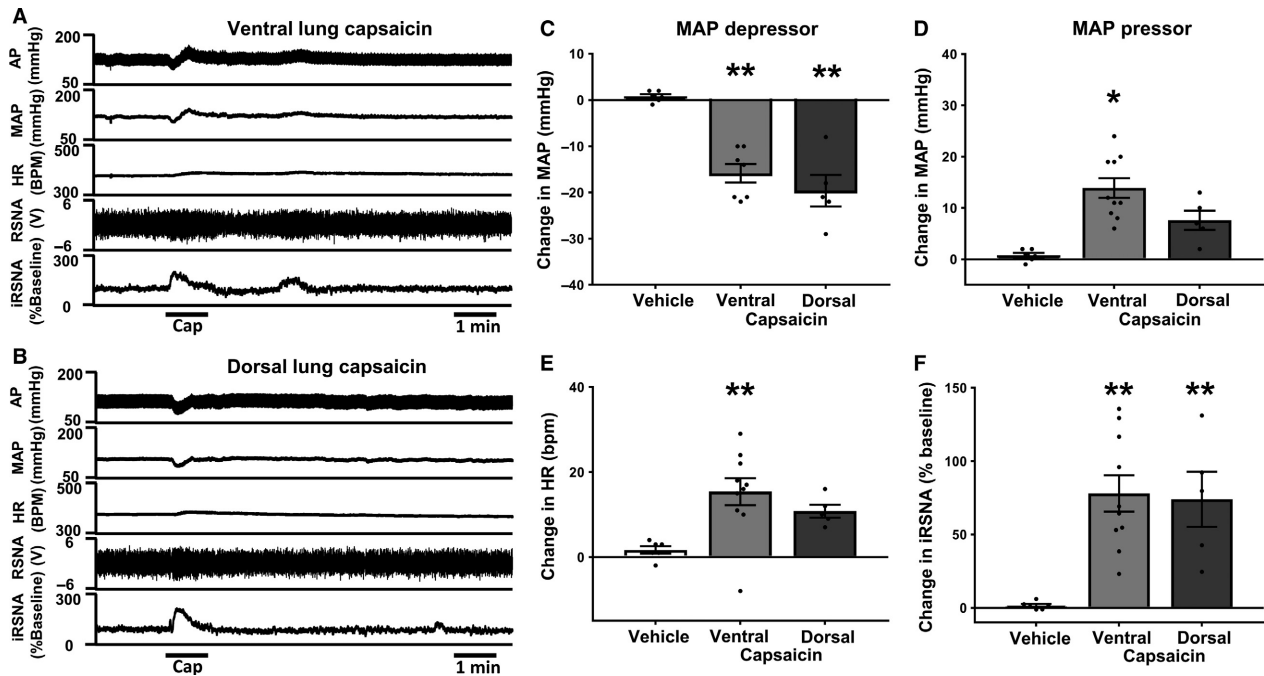 A
Ventral lung capsaicin
AP
(mmHg)
200
50
MAP
(mmHg)
200
50
HR
(BPM)
500
300
RSNA
(V)
6
–6
iRSNA
(%Baseline)
300
0
Cap
1 min
B
Dorsal lung capsaicin
AP
(mmHg)
200
50
MAP
(mmHg)
200
50
HR
(BPM)
500
300
RSNA
(V)
6
–6
iRSNA
(%Baseline)
300
0
Cap
1 min
C
MAP depressor
Change in MAP (mmHg)
10
0
–10
–20
–30
–40
**
**
Vehicle
Ventral
Dorsal
Capsaicin
D
MAP pressor
Change in MAP (mmHg)
40
30
20
10
0
*
Vehicle
Ventral
Dorsal
Capsaicin
E
Change in HR (bpm)
40
20
0
**
Vehicle
Ventral
Dorsal
Capsaicin
F
Change in iRSNA (% baseline)
150
100
50
0
**
**
Vehicle
Ventral
Dorsal
Capsaicin